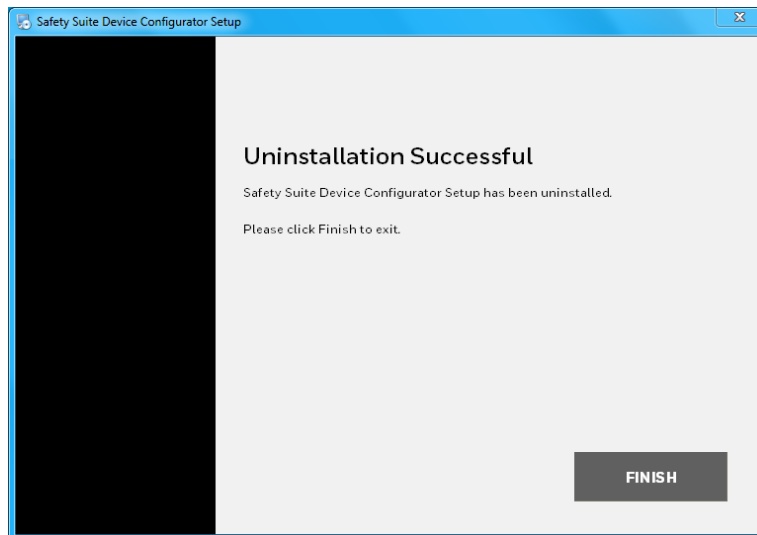 Safety Suite Device Configurator Setup
Uninstallation Successful
Safety Suite Device Configurator Setup has been uninstalled.
Please click Finish to exit.
FINISH